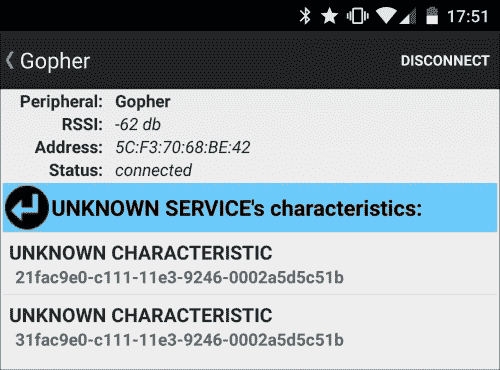 17:51
Gopher
DISCONNECT
Peripheral: Gopher
RSSI: -62 db
Address: 5C:F3:70:68:BE:42
Status: connected
UNKNOWN SERVICE's characteristics:
UNKNOWN CHARACTERISTIC
21fac9e0-c111-11e3-9246-0002a5d5c51b
UNKNOWN CHARACTERISTIC
31fac9e0-c111-11e3-9246-0002a5d5c51b